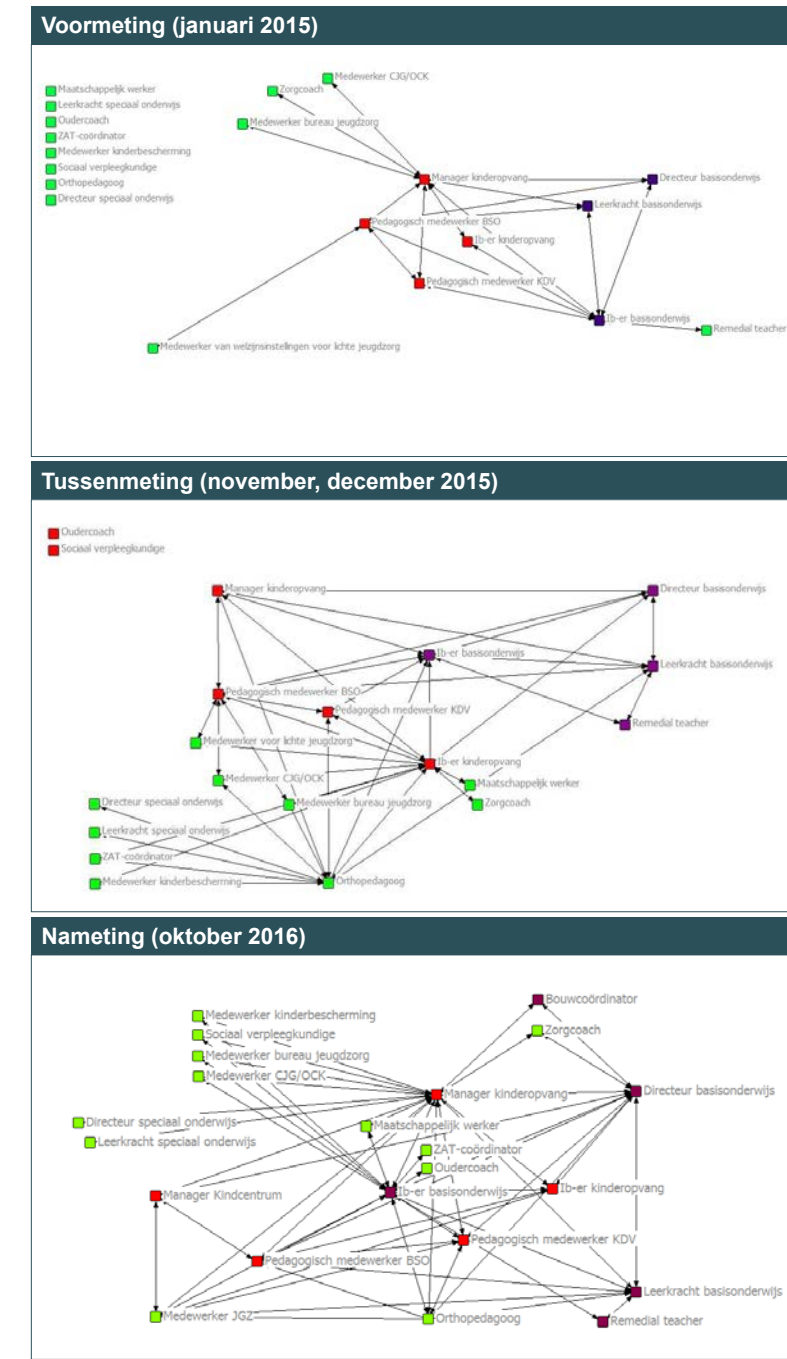 Voormeting (januari 2015)
Medewerker CJG/OCK
Maatschappelijk werker
Zorgcoach
Leerkracht speciaal onderwijs
Oudercoach
Medewerker bureau jeugdzorg
ZAT-coördinator
Medewerker kinderbescherming
Sociaal verpleegkundige
Orthopedagoog
Directeur speciaal onderwijs
Manager kinderopvang
Directeur basisonderwijs
Leerkracht basisonderwijs
Pedagogisch medewerker BSO
Ib-er kinderopvang
Pedagogisch medewerker KDV
Ib-er basisonderwijs
Remedial teacher
Medewerker van welzijnsinstellingen voor lichte jeugdzorg
Tussenmeting (november, december 2015)
Oudercoach
Sociaal verpleegkundige
Manager kinderopvang
Directeur basisonderwijs
Ib-er basisonderwijs
Leerkracht basisonderwijs
Pedagogisch medewerker BSO
Pedagogisch medewerker KDV
Remedial teacher
Medewerker voor lichte jeugdzorg
Ib-er kinderopvang
Medewerker CJG/OCK
Maatschappelijk werker
Directeur speciaal onderwijs
Medewerker bureau jeugdzorg
Zorgcoach
Leerkracht speciaal onderwijs
ZAT-coördinator
Medewerker kinderbescherming
Orthopedagoog
Nameting (oktober 2016)
Bouwcoördinator
Medewerker kinderbescherming
Zorgcoach
Sociaal verpleegkundige
Medewerker bureau jeugdzorg
Medewerker CJG/OCK
Manager kinderopvang
Directeur basisonderwijs
Directeur speciaal onderwijs
Maatschappelijk werker
Leerkracht speciaal onderwijs
ZAT-coördinator
Oudercoach
Manager Kindcentrum
Ib-er basisonderwijs
Ib-er kinderopvang
Pedagogisch medewerker KDV
Pedagogisch medewerker BSO
Leerkracht basisonderwijs
Medewerker JGZ
Orthopedagoog
Remedial teacher